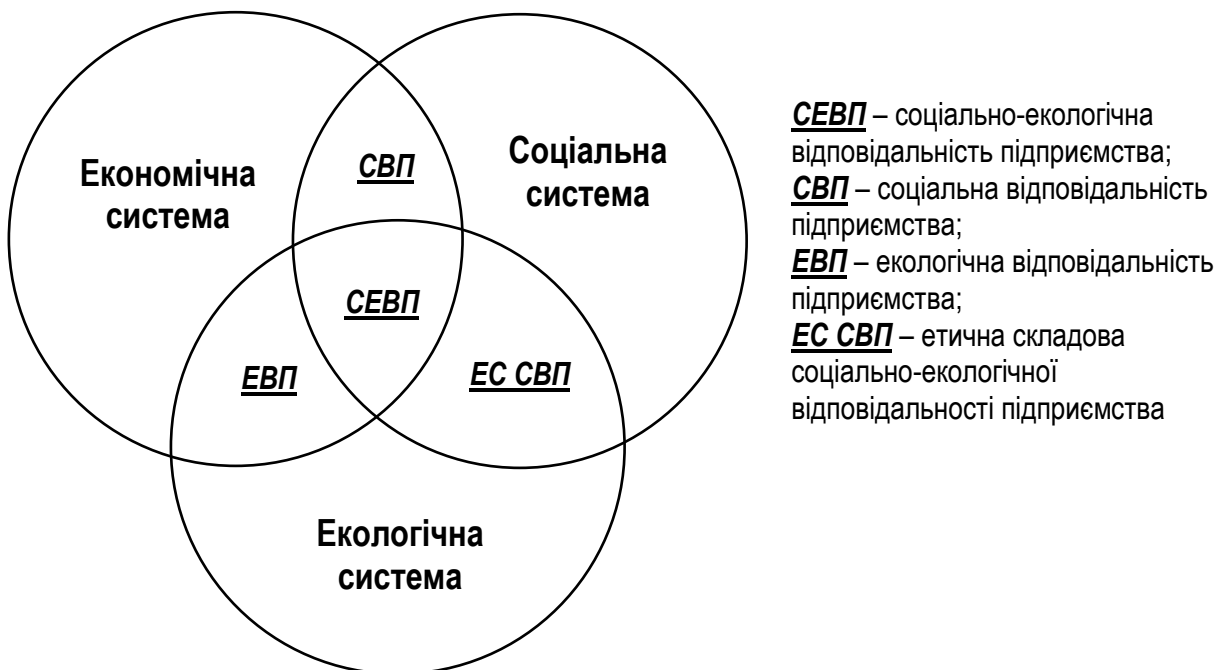 Економічна
система
СВП
Соціальна
система
СЕВП
ЕВП
ЕС СВП
Екологічна
система
СЕВП – соціально-екологічна
відповідальність підприємства;
СВП – соціальна відповідальність
підприємства;
ЕВП – екологічна відповідальність
підприємства;
ЕС СВП – етична складова
соціально-екологічної
відповідальності підприємства